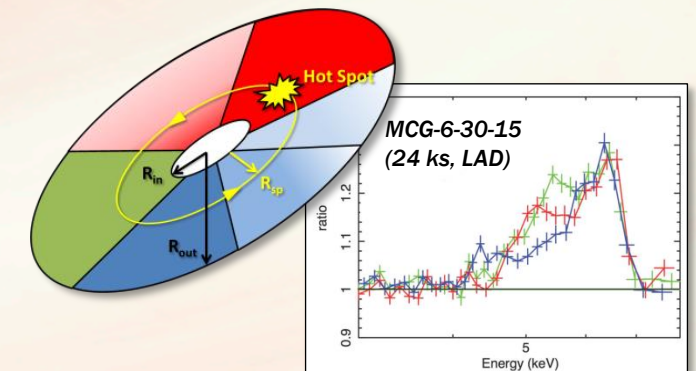 Hot Spot
R_in
R_sp
R_out
MCG-6-30-15
(24 ks, LAD)
ratio
1.2
1.1
1
0.9
5
Energy (keV)